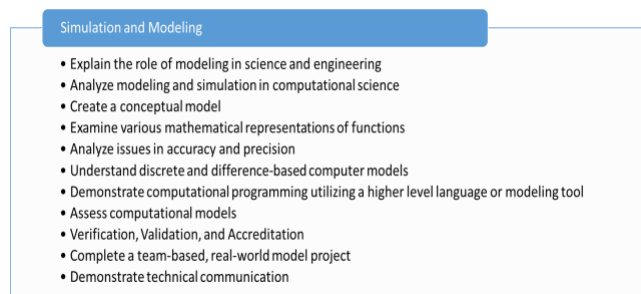 Simulation and Modeling
• Explain the role of modeling in science and engineering
• Analyze modeling and simulation in computational science
• Create a conceptual model
• Examine various mathematical representations of functions
• Analyze issues in accuracy and precision
• Understand discrete and difference-based computer models
• Demonstrate computational programming utilizing a higher level language or modeling tool
• Assess computational models
• Verification, Validation, and Accreditation
• Complete a team-based, real-world model project
• Demonstrate technical communication